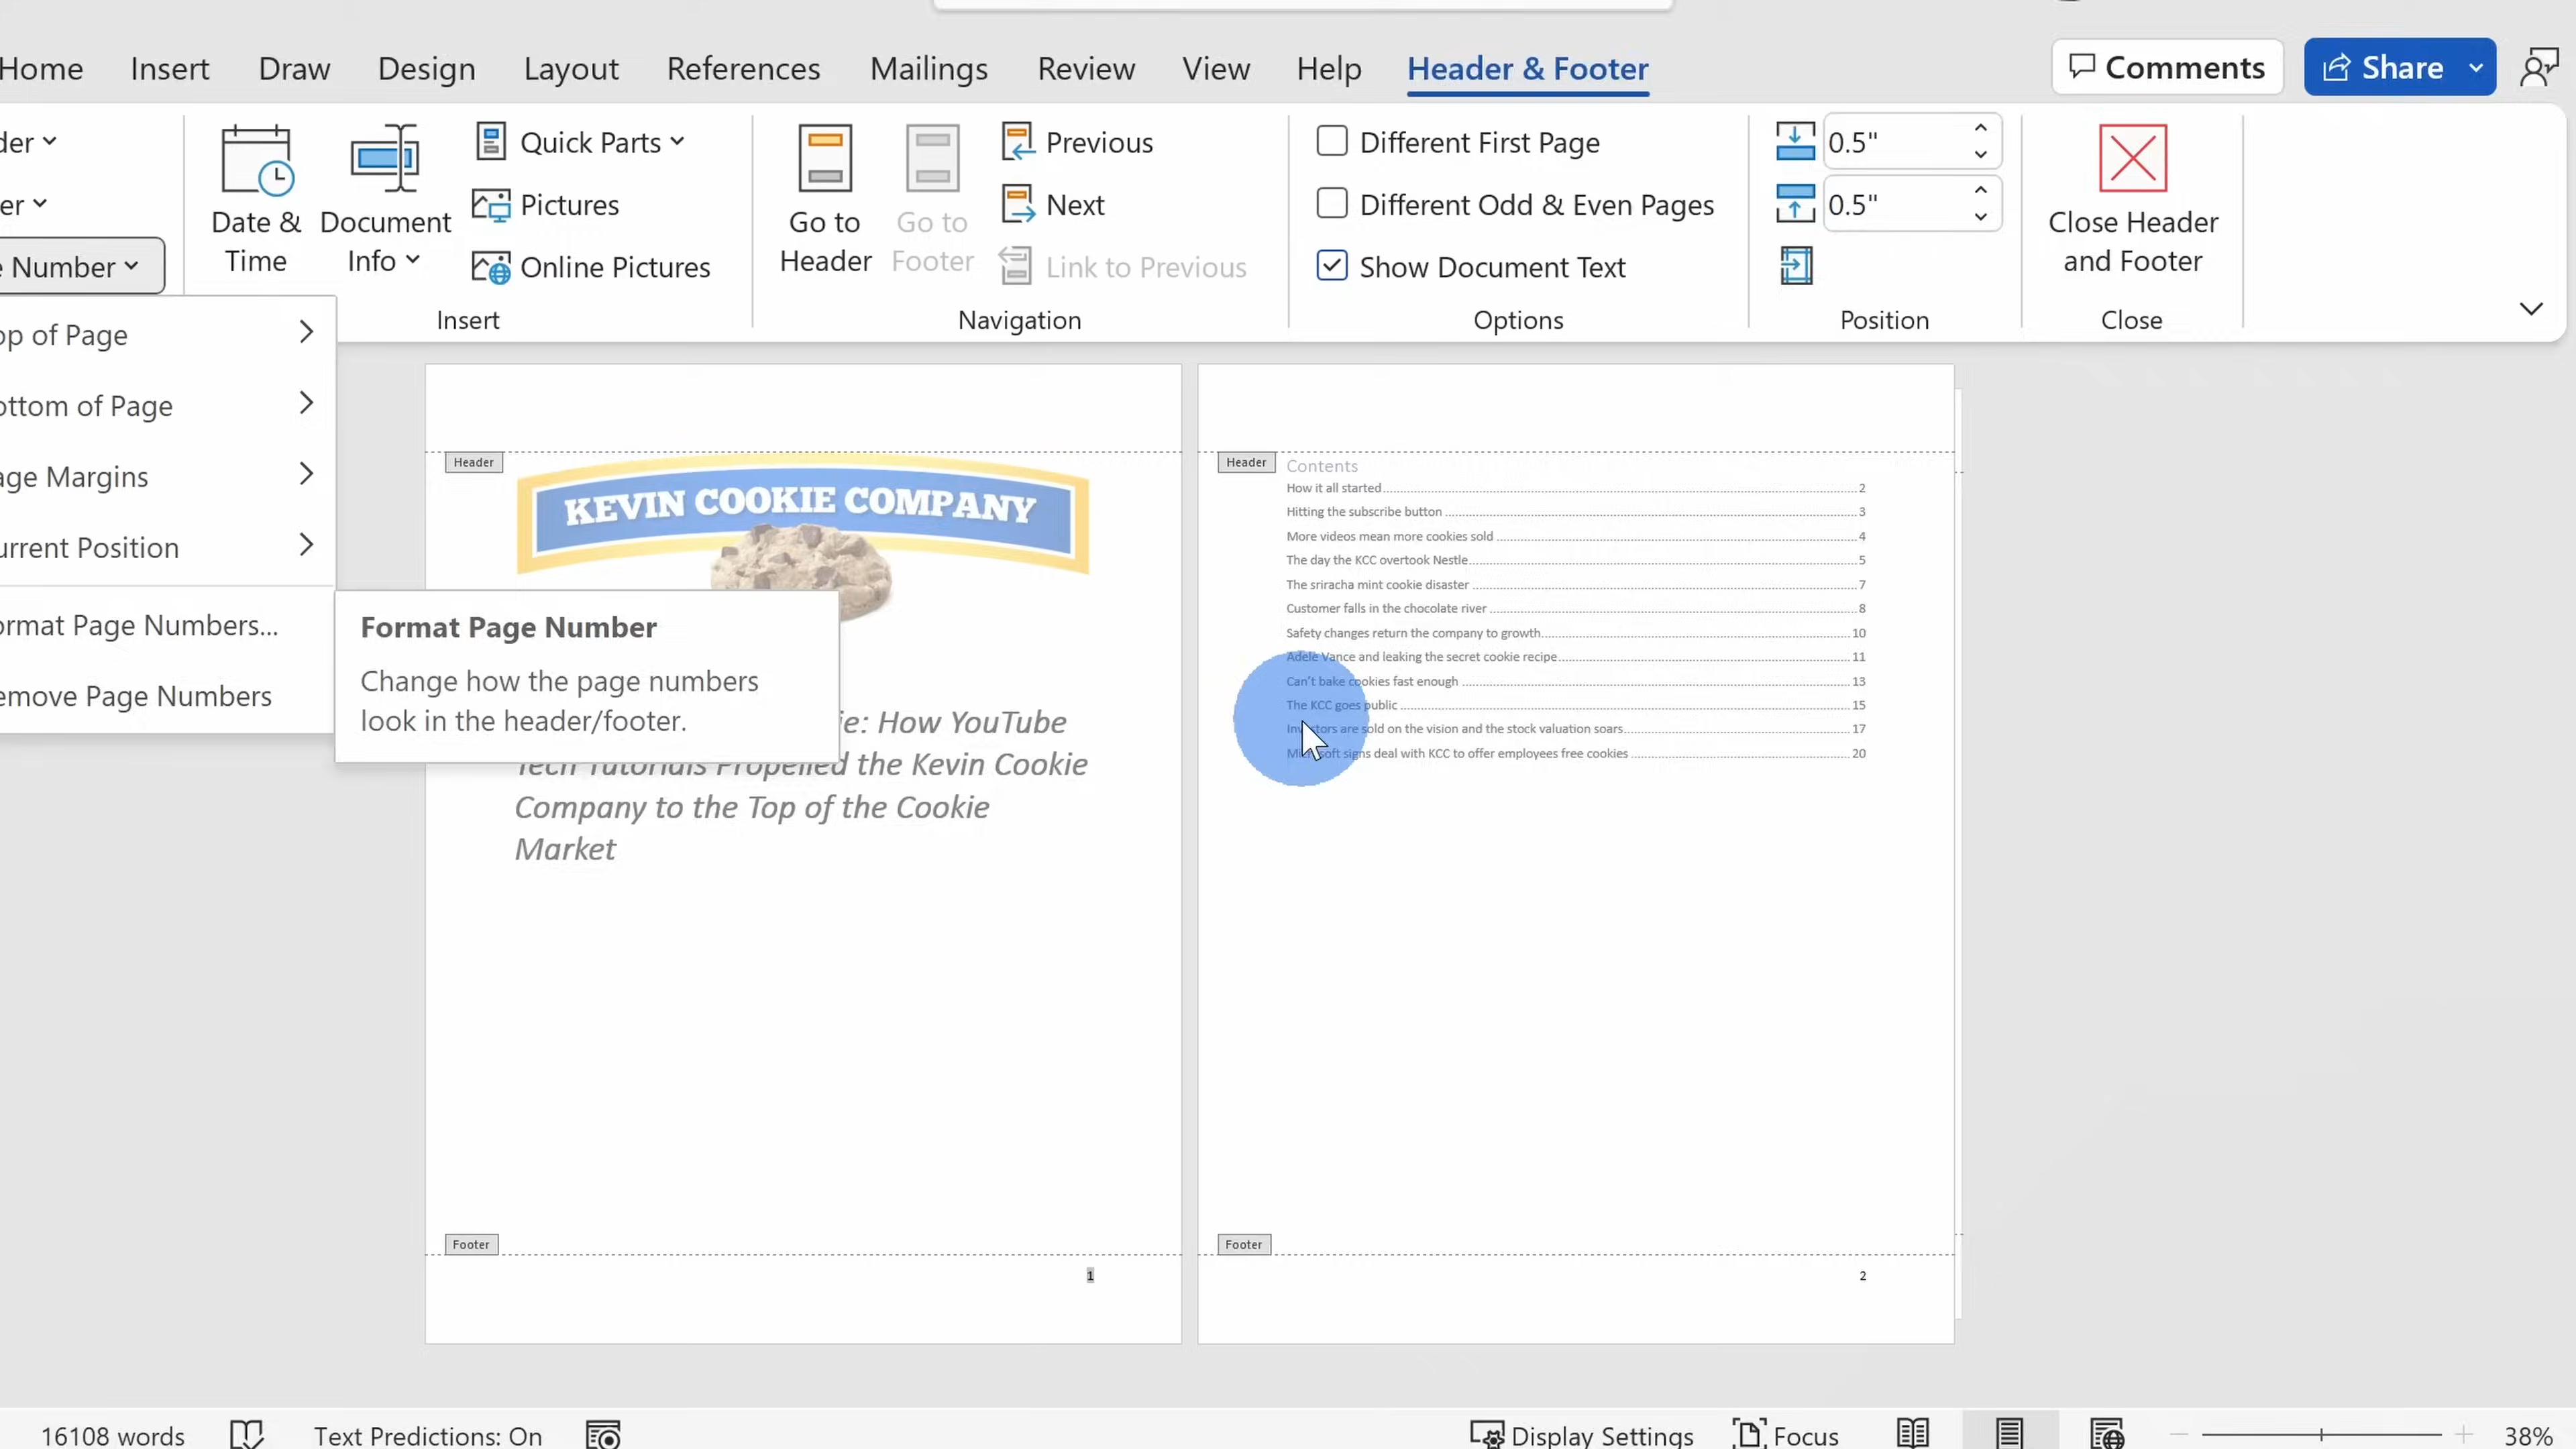 Home Insert Draw Design Layout References Mailings Review View Help Header & Footer Comments Share
Date & Time
Document Info
Quick Parts
Pictures
Online Pictures
Insert
Go to Header
Go to Footer
Previous
Next
Link to Previous
Navigation
Different First Page
Different Odd & Even Pages
Show Document Text
Options
0.5"
0.5"
Position
Close Header and Footer
Close
der
er
e Number
op of Page
ottom of Page
age Margins
urrent Position
ormat Page Numbers...
emove Page Numbers
Format Page Number
Change how the page numbers
look in the header/footer.
Header
KEVIN COOKIE COMPANY
ie: How YouTube
Tech Tutorials Propelled the Kevin Cookie
Company to the Top of the Cookie
Market
Footer
1
Header
Contents
How it all started 2
Hitting the subscribe button 3
More videos mean more cookies sold 4
The day the KCC overtook Nestle 5
The sriracha mint cookie disaster 7
Customer falls in the chocolate river 8
Safety changes return the company to growth 10
Adele Vance and leaking the secret cookie recipe 11
Can't bake cookies fast enough 13
The KCC goes public 15
Investors are sold on the vision and the stock valuation soars 17
Microsoft signs deal with KCC to offer employees free cookies 20
Footer
2
16108 words Text Predictions: On Display Settings Focus 38%